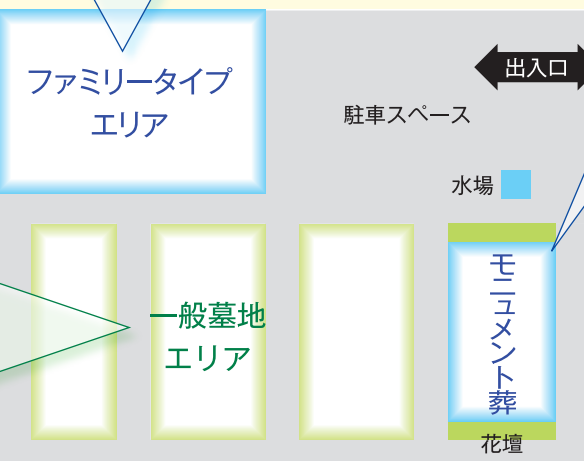 ファミリータイプ
エリア
出入口
駐車スペース
水場
一般墓地
エリア
モニュメント葬
花壇